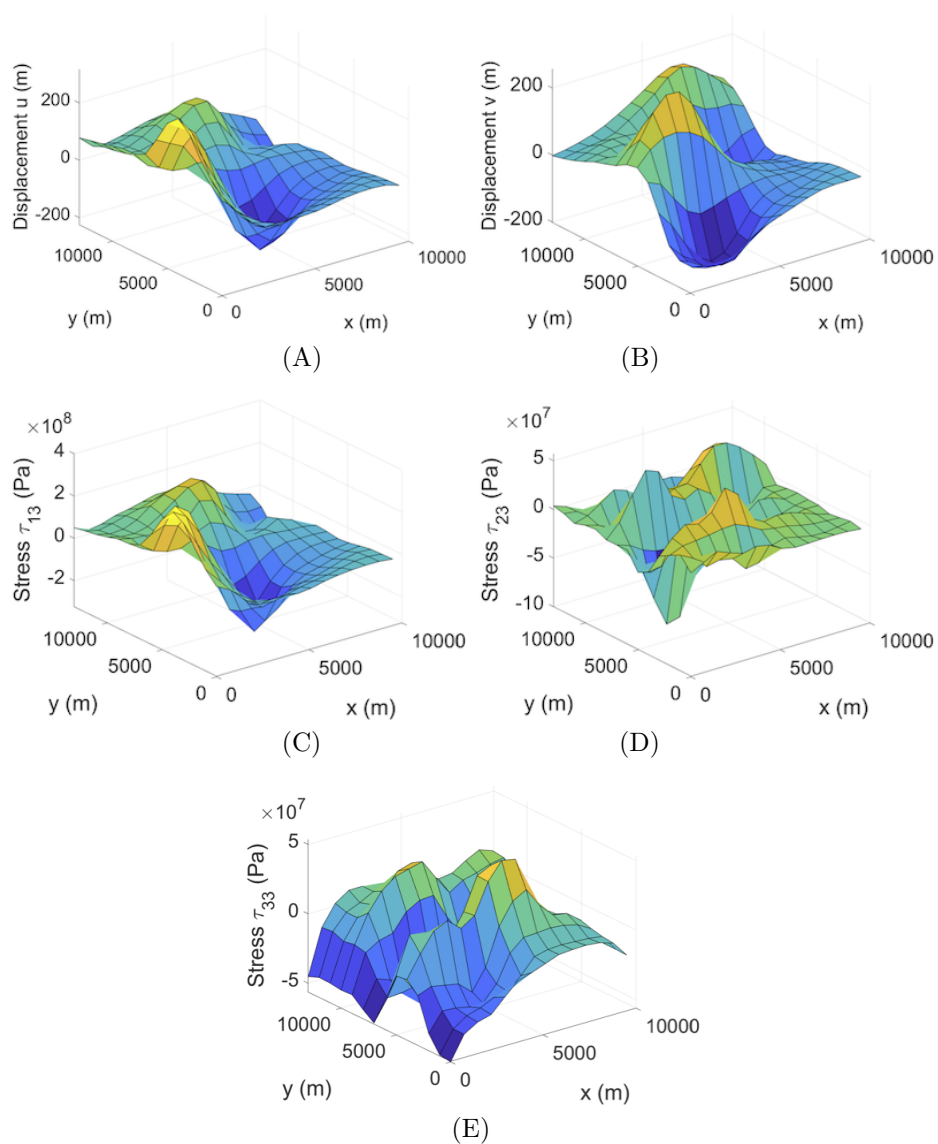 Displacement u (m)
200
0
-200
10000
5000
0
y (m)
0
5000
10000
x (m)
(A)
Displacement v (m)
200
0
-200
10000
5000
0
y (m)
0
5000
10000
x (m)
(B)
×10^8
Stress τ_13 (Pa)
4
2
0
-2
10000
5000
0
y (m)
0
5000
10000
x (m)
(C)
×10^7
Stress τ_23 (Pa)
5
0
-5
-10
10000
5000
0
y (m)
0
5000
10000
x (m)
(D)
×10^7
Stress τ_33 (Pa)
5
0
-5
10000
5000
0
y (m)
0
5000
10000
x (m)
(E)